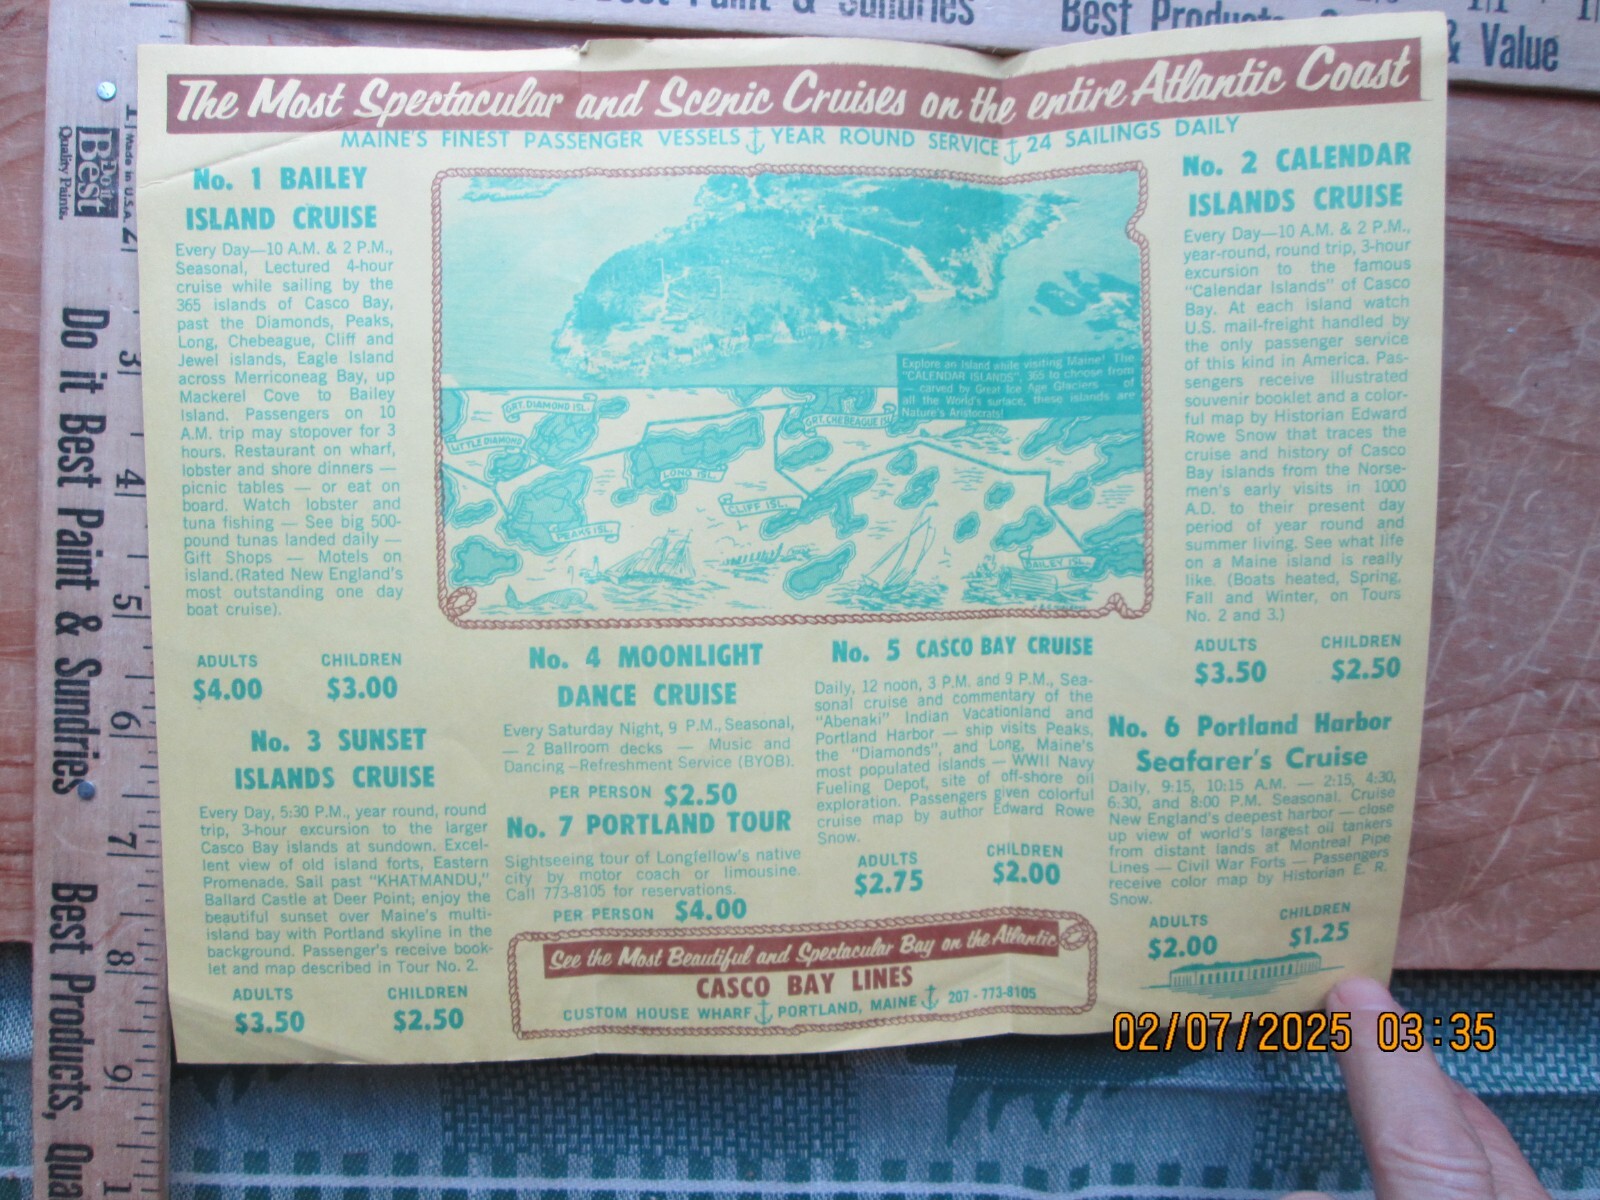 Best Paint & Sundries
Best Products,
& Value
Made in U.S.A.
Do it Best
Quality Paints.
Do it Best Paint & Sundries
Best Products, Qua
1
2
3
4
5
6
7
8
9
1
The Most Spectacular and Scenic Cruises on the entire Atlantic Coast
MAINE'S FINEST PASSENGER VESSELS YEAR ROUND SERVICE 24 SAILINGS DAILY
No. 1 BAILEY
ISLAND CRUISE
Every Day—10 A.M. & 2 P.M.,
Seasonal, Lectured 4-hour
cruise while sailing by the
365 islands of Casco Bay,
past the Diamonds, Peaks,
Long, Chebeague, Cliff and
Jewel islands, Eagle Island
across Merriconeag Bay, up
Mackerel Cove to Bailey
Island. Passengers on 10
A.M. trip may stopover for 3
hours. Restaurant on wharf,
lobster and shore dinners —
picnic tables — or eat on
board. Watch lobster and
tuna fishing — See big 500-
pound tunas landed daily —
Gift Shops — Motels on
island.(Rated New England's
most outstanding one day
boat cruise).
ADULTS CHILDREN
$4.00 $3.00
Explore an Island while visiting Maine! The
"CALENDAR ISLANDS", 365 to choose from
— carved by Great Ice Age Glaciers — of
all the World's surface, these islands are
Nature's Aristocrats!
GRT. DIAMOND ISL.
LITTLE DIAMOND
GRT. CHEBEAGUE ISL.
LONG ISL.
CLIFF ISL.
PEAKS ISL.
BAILEY ISL.
No. 2 CALENDAR
ISLANDS CRUISE
Every Day—10 A.M. & 2 P.M.,
year-round, round trip, 3-hour
excursion to the famous
"Calendar Islands" of Casco
Bay. At each island watch
U.S. mail-freight handled by
the only passenger service
of this kind in America. Pas-
sengers receive illustrated
souvenir booklet and a color-
ful map by Historian Edward
Rowe Snow that traces the
cruise and history of Casco
Bay islands from the Norse-
men's early visits in 1000
A.D. to their present day
period of year round and
summer living. See what life
on a Maine island is really
like. (Boats heated, Spring,
Fall and Winter, on Tours
No. 2 and 3.)
ADULTS CHILDREN
$3.50 $2.50
No. 3 SUNSET
ISLANDS CRUISE
Every Day, 5:30 P.M., year round, round
trip, 3-hour excursion to the larger
Casco Bay islands at sundown. Excel-
lent view of old island forts, Eastern
Promenade. Sail past "KHATMANDU,"
Ballard Castle at Deer Point; enjoy the
beautiful sunset over Maine's multi-
island bay with Portland skyline in the
background. Passenger's receive book-
let and map described in Tour No. 2.
ADULTS CHILDREN
$3.50 $2.50
No. 4 MOONLIGHT
DANCE CRUISE
Every Saturday Night, 9 P.M., Seasonal,
— 2 Ballroom decks — Music and
Dancing —Refreshment Service (BYOB).
PER PERSON $2.50
No. 7 PORTLAND TOUR
Sightseeing tour of Longfellow's native
city by motor coach or limousine.
Call 773-8105 for reservations.
PER PERSON $4.00
No. 5 CASCO BAY CRUISE
Daily, 12 noon, 3 P.M. and 9 P.M., Sea-
sonal cruise and commentary of the
"Abenaki" Indian Vacationland and
Portland Harbor — ship visits Peaks,
the "Diamonds", and Long, Maine's
most populated islands — WWII Navy
Fueling Depot, site of off-shore oil
exploration. Passengers given colorful
cruise map by author Edward Rowe
Snow.
ADULTS CHILDREN
$2.75 $2.00
No. 6 Portland Harbor
Seafarer's Cruise
Daily, 9:15, 10:15 A.M. — 2:15, 4:30,
6:30, and 8:00 P.M. Seasonal. Cruise
New England's deepest harbor — close
up view of world's largest oil tankers
from distant lands at Montreal Pipe
Lines — Civil War Forts — Passengers
receive color map by Historian E. R.
Snow.
ADULTS CHILDREN
$2.00 $1.25
See the Most Beautiful and Spectacular Bay on the Atlantic
CASCO BAY LINES
CUSTOM HOUSE WHARF PORTLAND, MAINE 207 - 773-8105
02/07/2025 03:35